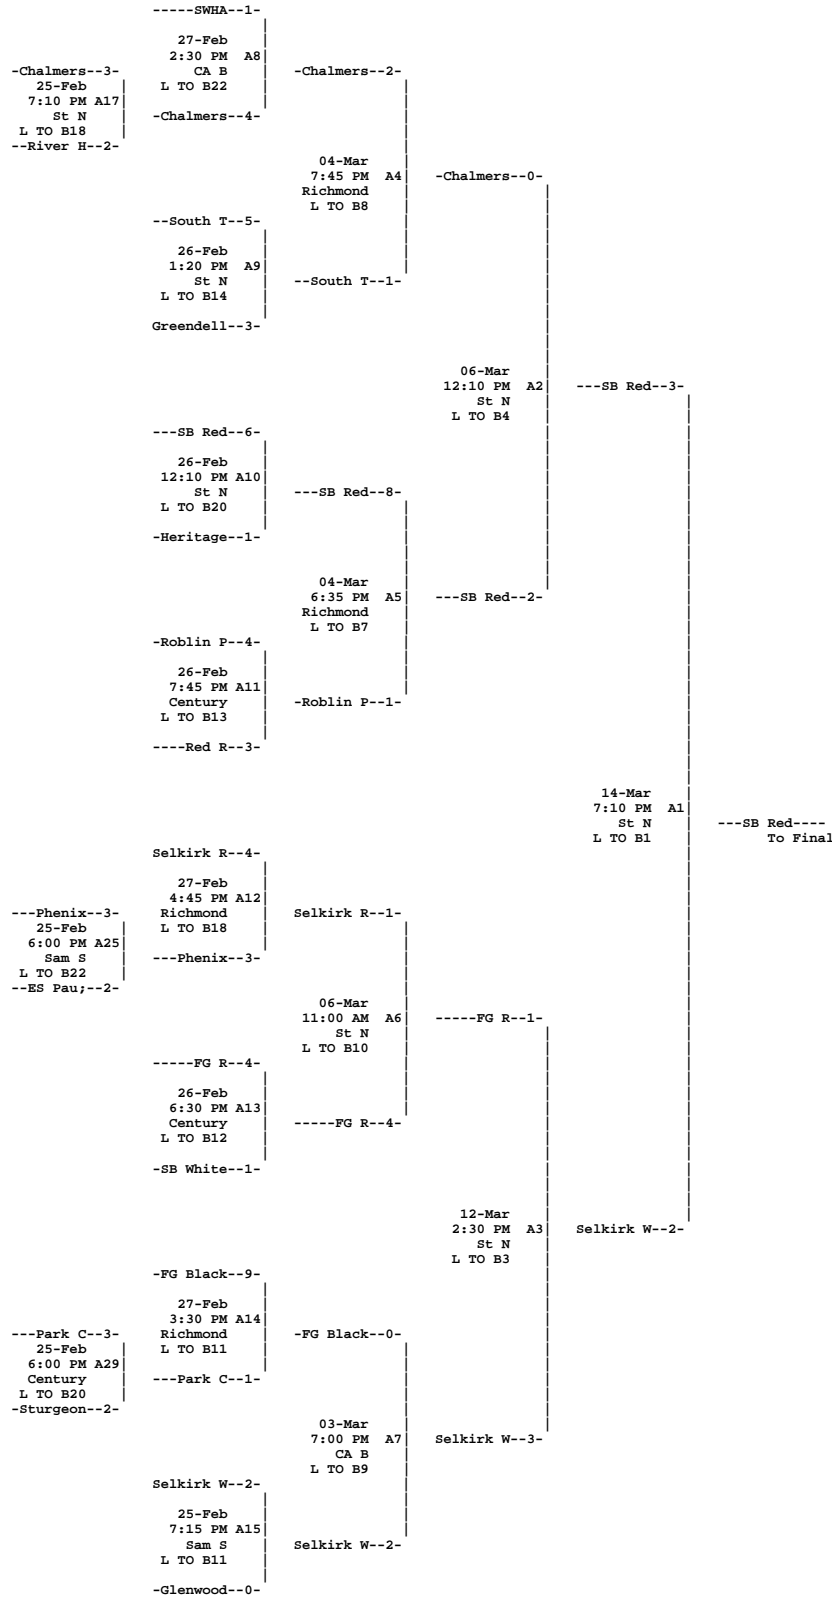 -----SWHA--1-
27-Feb
2:30 PM A8
-Chalmers--3- CA B -Chalmers--2-
25-Feb L TO B22
7:10 PM A17
St N -Chalmers--4-
L TO B18
--River H--2-
04-Mar
7:45 PM A4 -Chalmers--0-
Richmond
L TO B8
--South T--5-
26-Feb
1:20 PM A9
St N --South T--1-
L TO B14
Greendell--3-
06-Mar
12:10 PM A2 ---SB Red--3-
St N
L TO B4
---SB Red--6-
26-Feb
12:10 PM A10
St N ---SB Red--8-
L TO B20
-Heritage--1-
04-Mar
6:35 PM A5 ---SB Red--2-
Richmond
L TO B7
-Roblin P--4-
26-Feb
7:45 PM A11
Century -Roblin P--1-
L TO B13
----Red R--3-
14-Mar
7:10 PM A1
St N ---SB Red----
L TO B1 To Final
Selkirk R--4-
27-Feb
4:45 PM A12
---Phenix--3- Richmond Selkirk R--1-
25-Feb L TO B18
6:00 PM A25
Sam S ---Phenix--3-
L TO B22
--ES Pau;--2-
06-Mar
11:00 AM A6 -----FG R--1-
St N
L TO B10
-----FG R--4-
26-Feb
6:30 PM A13
Century -----FG R--4-
L TO B12
-SB White--1-
12-Mar
2:30 PM A3 Selkirk W--2-
St N
L TO B3
-FG Black--9-
27-Feb
3:30 PM A14
---Park C--3- Richmond -FG Black--0-
25-Feb L TO B11
6:00 PM A29
Century ---Park C--1-
L TO B20
-Sturgeon--2-
03-Mar
7:00 PM A7 Selkirk W--3-
CA B
L TO B9
Selkirk W--2-
25-Feb
7:15 PM A15
Sam S Selkirk W--2-
L TO B11
-Glenwood--0-